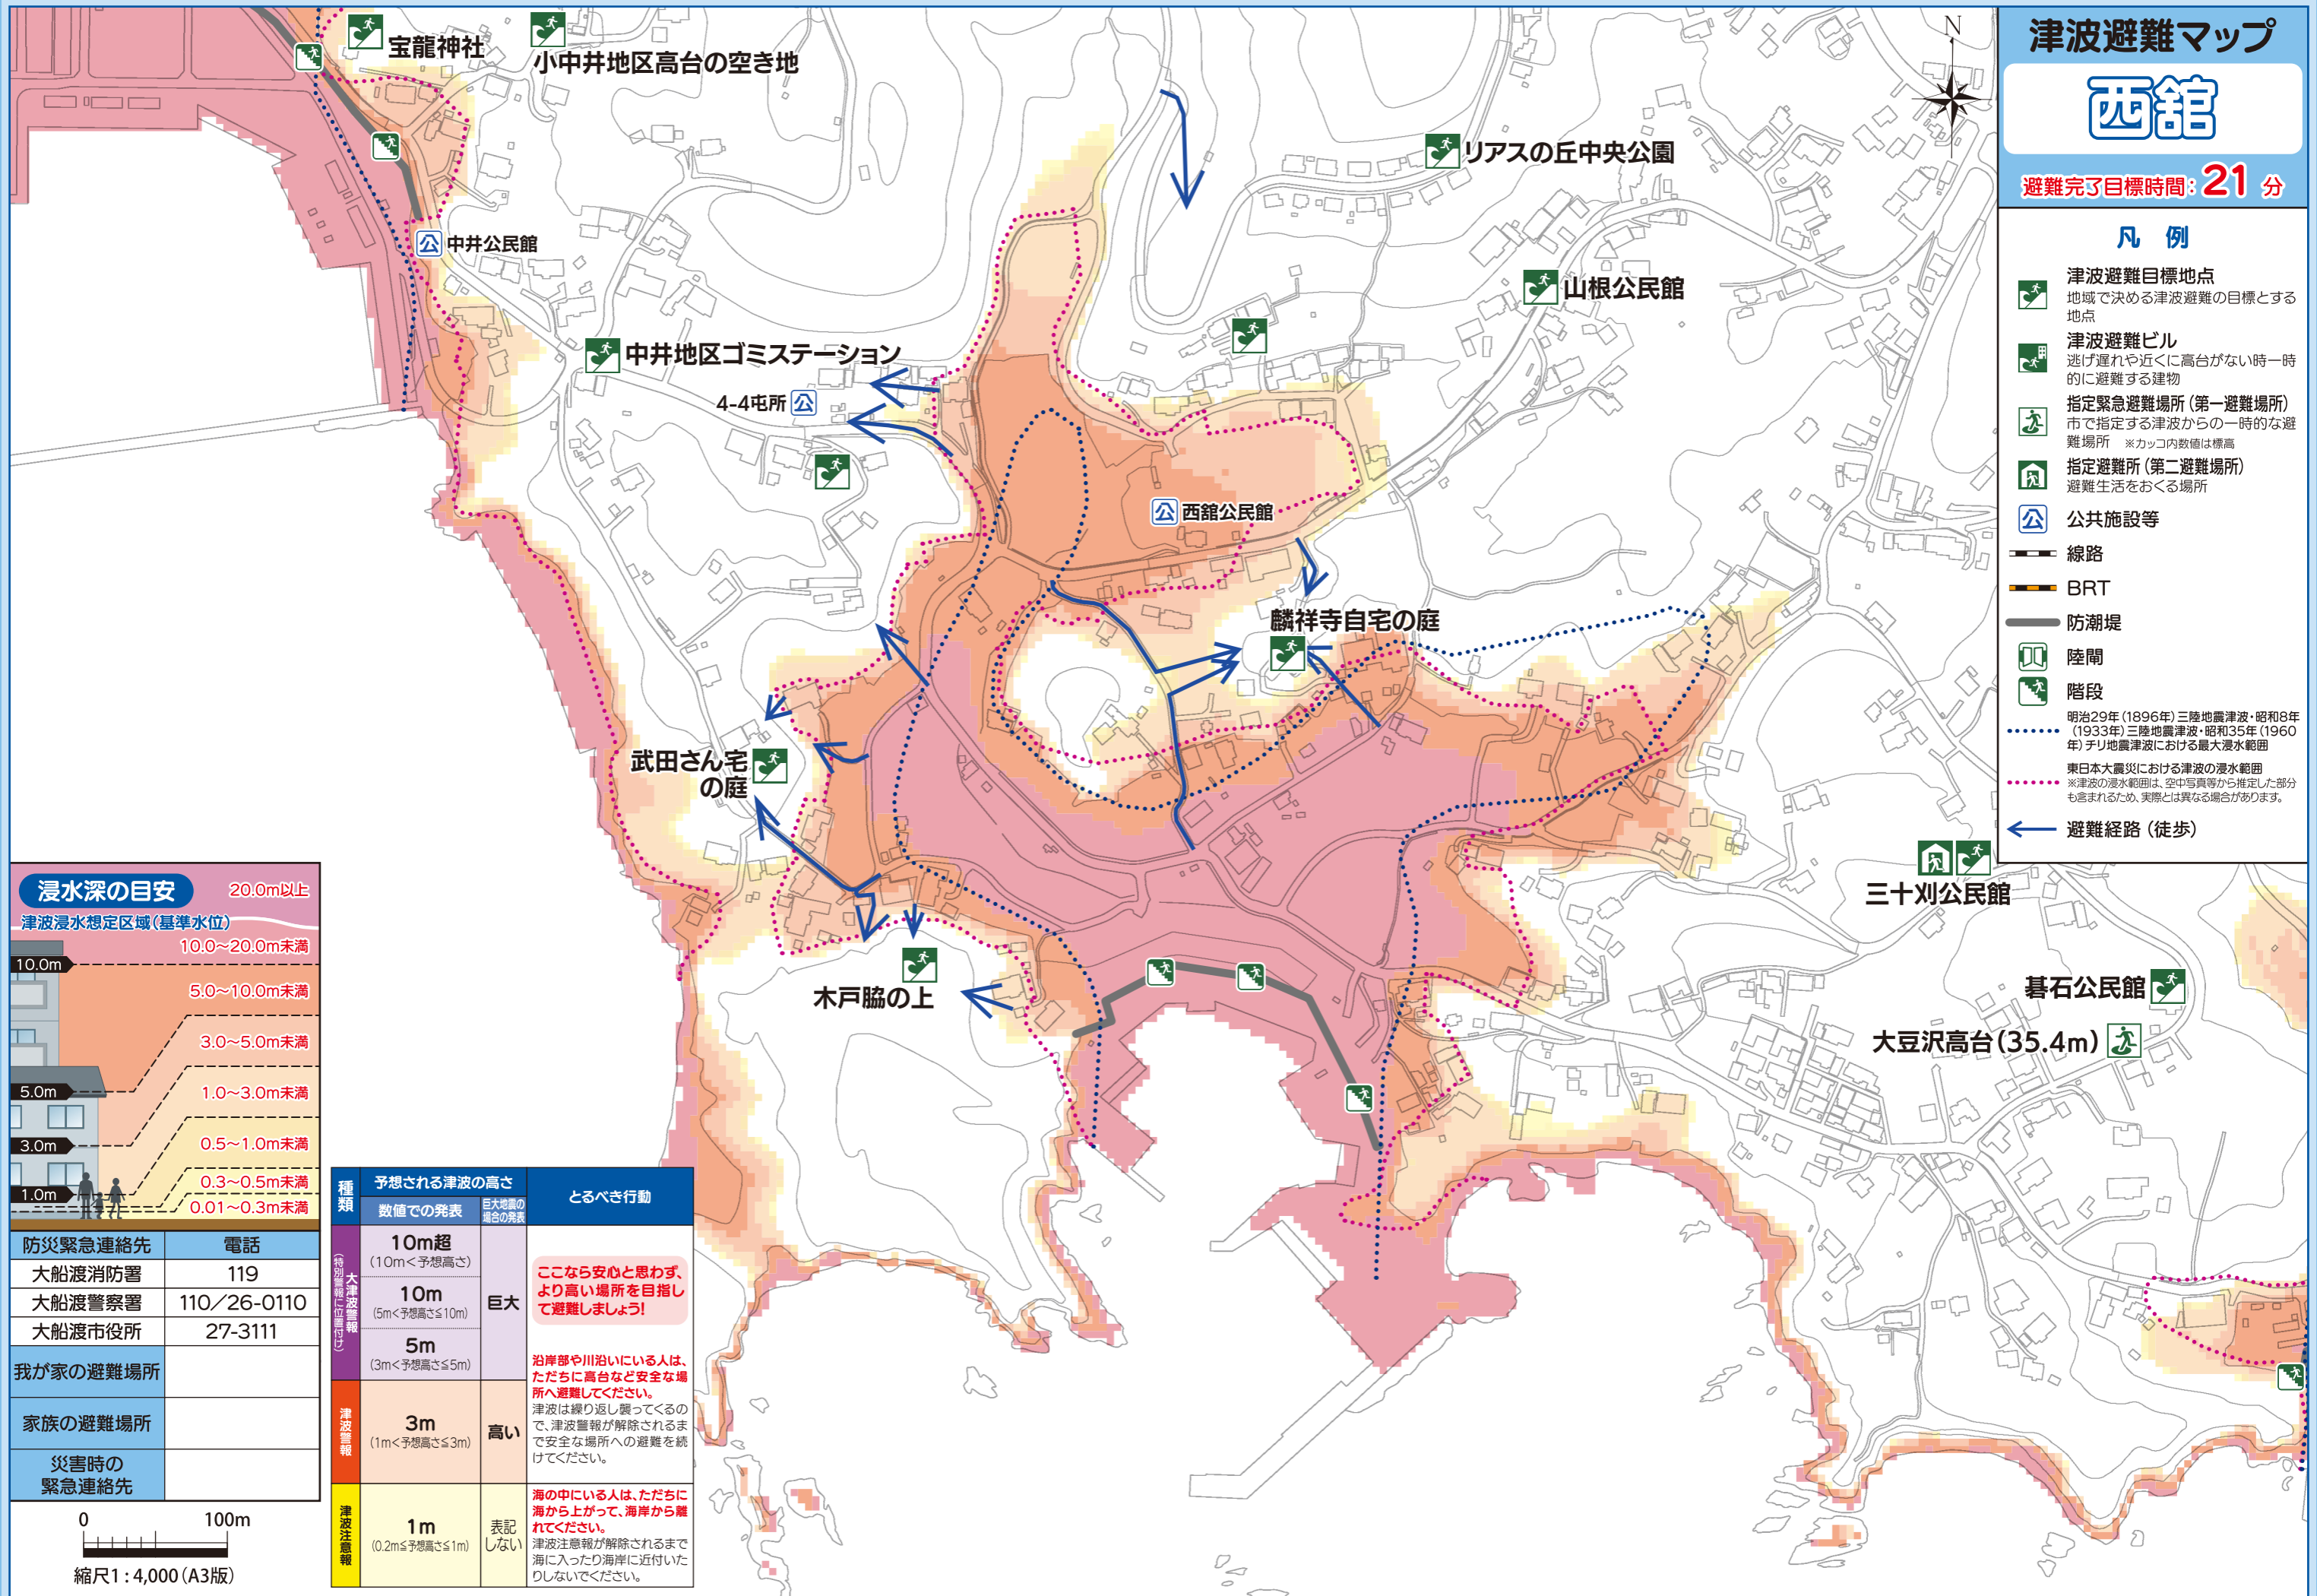 津波避難マップ
西舘
避難完了目標時間：21 分
凡 例
津波避難目標地点
地域で決める津波避難の目標とする
地点
津波避難ビル
逃げ遅れや近くに高台がない時一時
的に避難する建物
指定緊急避難場所（第一避難場所）
市で指定する津波からの一時的な避
難場所 ※カッコ内数値は標高
指定避難所（第二避難場所）
避難生活をおくる場所
公 公共施設等
線路
BRT
防潮堤
陸閘
階段
明治29年（1896年）三陸地震津波・昭和8年
（1933年）三陸地震津波・昭和35年（1960
年）チリ地震津波における最大浸水範囲
東日本大震災における津波の浸水範囲
※津波の浸水範囲は、空中写真等から推定した部分
も含まれるため、実際とは異なる場合があります。
避難経路（徒歩）
N
宝龍神社
小中井地区高台の空き地
リアスの丘中央公園
公 中井公民館
山根公民館
中井地区ゴミステーション
4-4屯所 公
公 西舘公民館
麟祥寺自宅の庭
武田さん宅
の庭
三十刈公民館
木戸脇の上
碁石公民館
大豆沢高台（35.4m）
浸水深の目安
20.0m以上
津波浸水想定区域（基準水位）
10.0～20.0m未満
10.0m
5.0～10.0m未満
3.0～5.0m未満
5.0m
1.0～3.0m未満
3.0m
0.5～1.0m未満
0.3～0.5m未満
1.0m
0.01～0.3m未満
防災緊急連絡先 電話
大船渡消防署 119
大船渡警察署 110／26-0110
大船渡市役所 27-3111
我が家の避難場所
家族の避難場所
災害時の
緊急連絡先
0 100m
縮尺1：4,000（A3版）
種類
予想される津波の高さ
とるべき行動
数値での発表
巨大地震の
場合の発表
大津波警報
（特別警報に位置付け）
10m超
（10m＜予想高さ）
10m
（5m＜予想高さ≦10m）
5m
（3m＜予想高さ≦5m）
巨大
ここなら安心と思わず、
より高い場所を目指し
て避難しましょう！
津波警報
3m
（1m＜予想高さ≦3m）
高い
沿岸部や川沿いにいる人は、
ただちに高台など安全な場
所へ避難してください。
津波は繰り返し襲ってくるの
で、津波警報が解除されるま
で安全な場所への避難を続
けてください。
津波注意報
1m
（0.2m≦予想高さ≦1m）
表記
しない
海の中にいる人は、ただちに
海から上がって、海岸から離
れてください。
津波注意報が解除されるまで
海に入ったり海岸に近付いた
りしないでください。